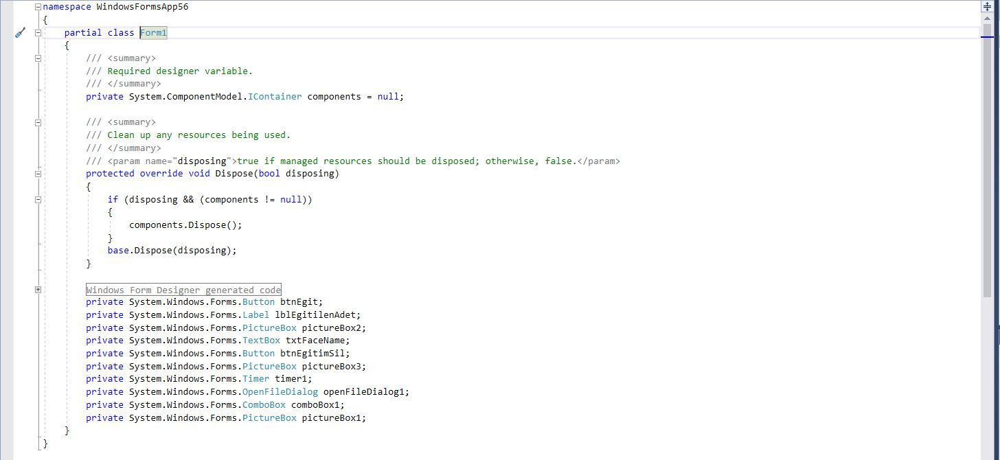 namespace WindowsFormsApp56
{
    partial class Form1
    {
        /// <summary>
        /// Required designer variable.
        /// </summary>
        private System.ComponentModel.IContainer components = null;

        /// <summary>
        /// Clean up any resources being used.
        /// </summary>
        /// <param name="disposing">true if managed resources should be disposed; otherwise, false.</param>
        protected override void Dispose(bool disposing)
        {
            if (disposing && (components != null))
            {
                components.Dispose();
            }
            base.Dispose(disposing);
        }

        Windows Form Designer generated code
        private System.Windows.Forms.Button btnEgit;
        private System.Windows.Forms.Label lblEgitilenAdet;
        private System.Windows.Forms.PictureBox pictureBox2;
        private System.Windows.Forms.TextBox txtFaceName;
        private System.Windows.Forms.Button btnEgitimSil;
        private System.Windows.Forms.PictureBox pictureBox3;
        private System.Windows.Forms.Timer timer1;
        private System.Windows.Forms.OpenFileDialog openFileDialog1;
        private System.Windows.Forms.ComboBox comboBox1;
        private System.Windows.Forms.PictureBox pictureBox1;
    }
}